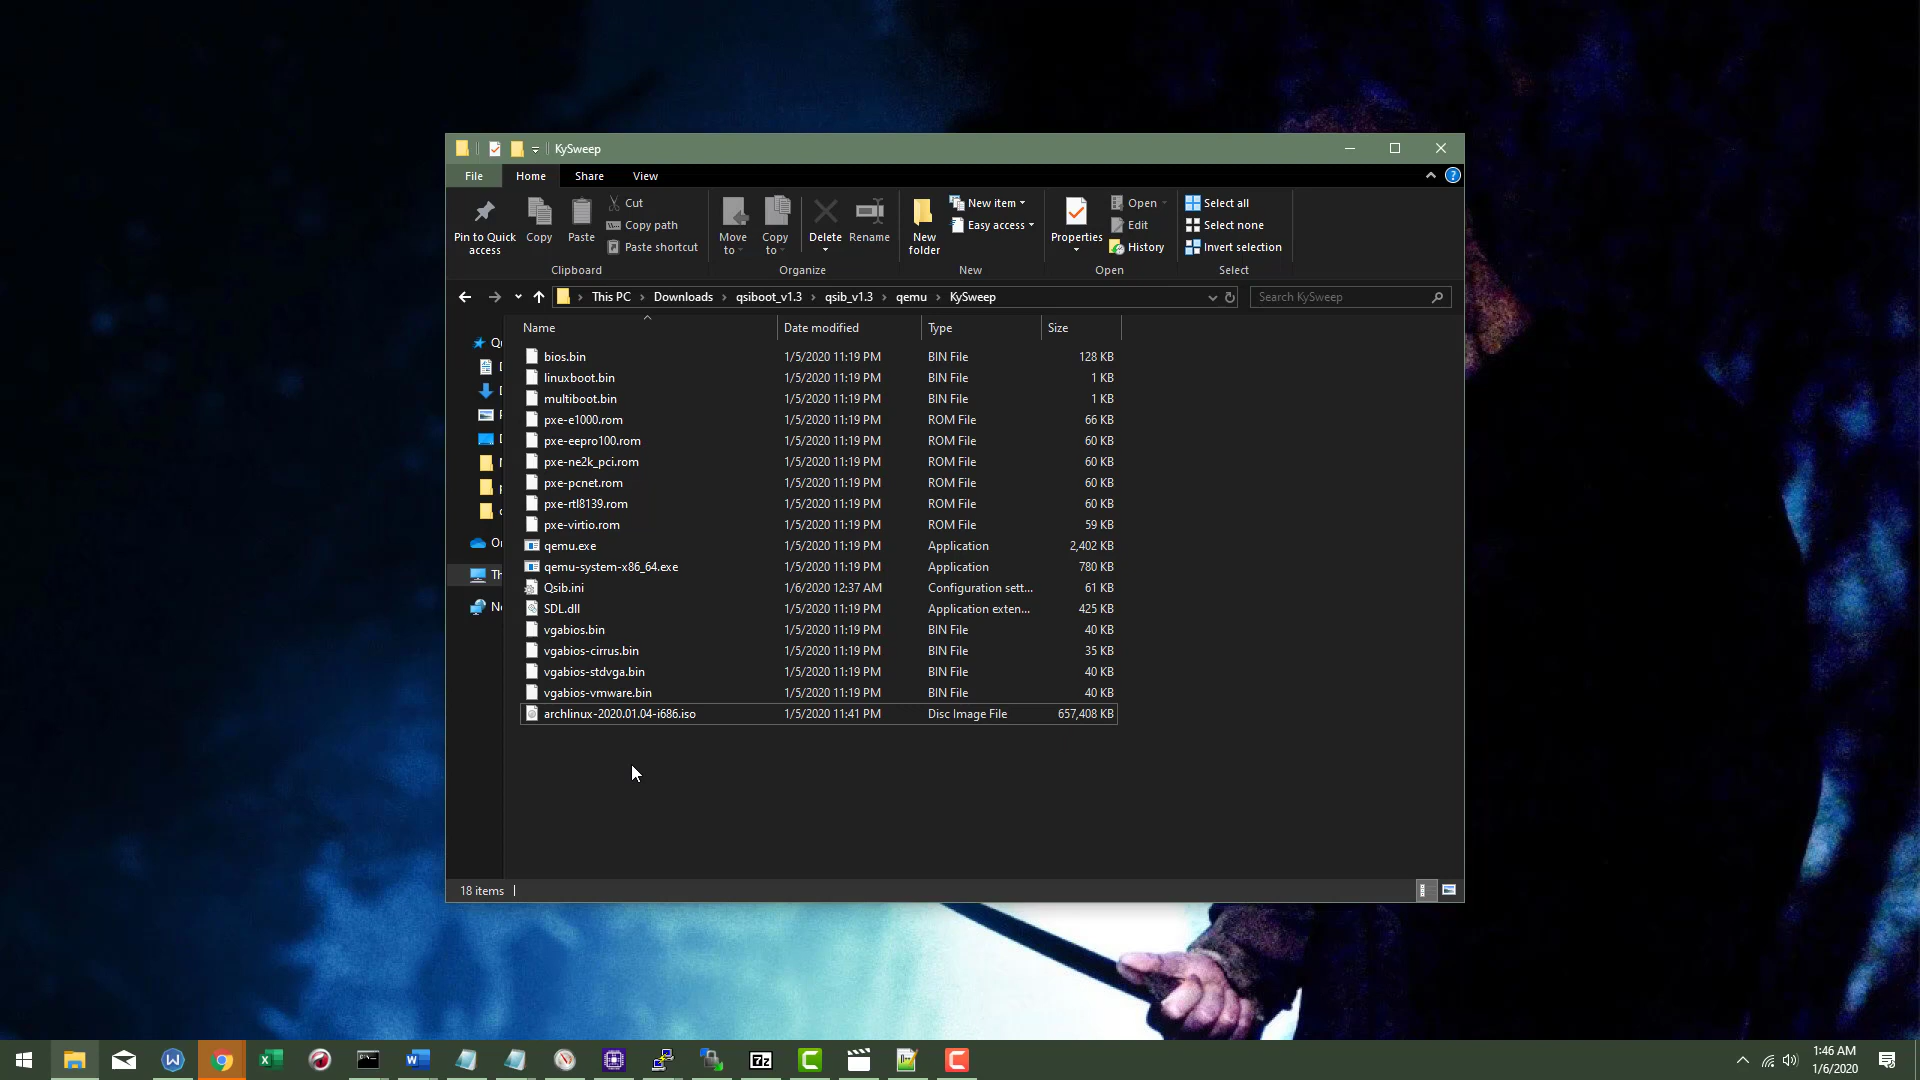 KySweep
File Home Share View
Pin to Quick access
Copy
Paste
Cut
Copy path
Paste shortcut
Clipboard
Move to
Copy to
Delete
Rename
Organize
New folder
New item
Easy access
New
Properties
Open
Edit
History
Open
Select all
Select none
Invert selection
Select
This PC Downloads qsiboot_v1.3 qsib_v1.3 qemu KySweep
Search KySweep
Name Date modified Type Size
bios.bin 1/5/2020 11:19 PM BIN File 128 KB
linuxboot.bin 1/5/2020 11:19 PM BIN File 1 KB
multiboot.bin 1/5/2020 11:19 PM BIN File 1 KB
pxe-e1000.rom 1/5/2020 11:19 PM ROM File 66 KB
pxe-eepro100.rom 1/5/2020 11:19 PM ROM File 60 KB
pxe-ne2k_pci.rom 1/5/2020 11:19 PM ROM File 60 KB
pxe-pcnet.rom 1/5/2020 11:19 PM ROM File 60 KB
pxe-rtl8139.rom 1/5/2020 11:19 PM ROM File 60 KB
pxe-virtio.rom 1/5/2020 11:19 PM ROM File 59 KB
qemu.exe 1/5/2020 11:19 PM Application 2,402 KB
qemu-system-x86_64.exe 1/5/2020 11:19 PM Application 780 KB
Qsib.ini 1/6/2020 12:37 AM Configuration sett... 61 KB
SDL.dll 1/5/2020 11:19 PM Application exten... 425 KB
vgabios.bin 1/5/2020 11:19 PM BIN File 40 KB
vgabios-cirrus.bin 1/5/2020 11:19 PM BIN File 35 KB
vgabios-stdvga.bin 1/5/2020 11:19 PM BIN File 40 KB
vgabios-vmware.bin 1/5/2020 11:19 PM BIN File 40 KB
archlinux-2020.01.04-i686.iso 1/5/2020 11:41 PM Disc Image File 657,408 KB
18 items
1:46 AM
1/6/2020